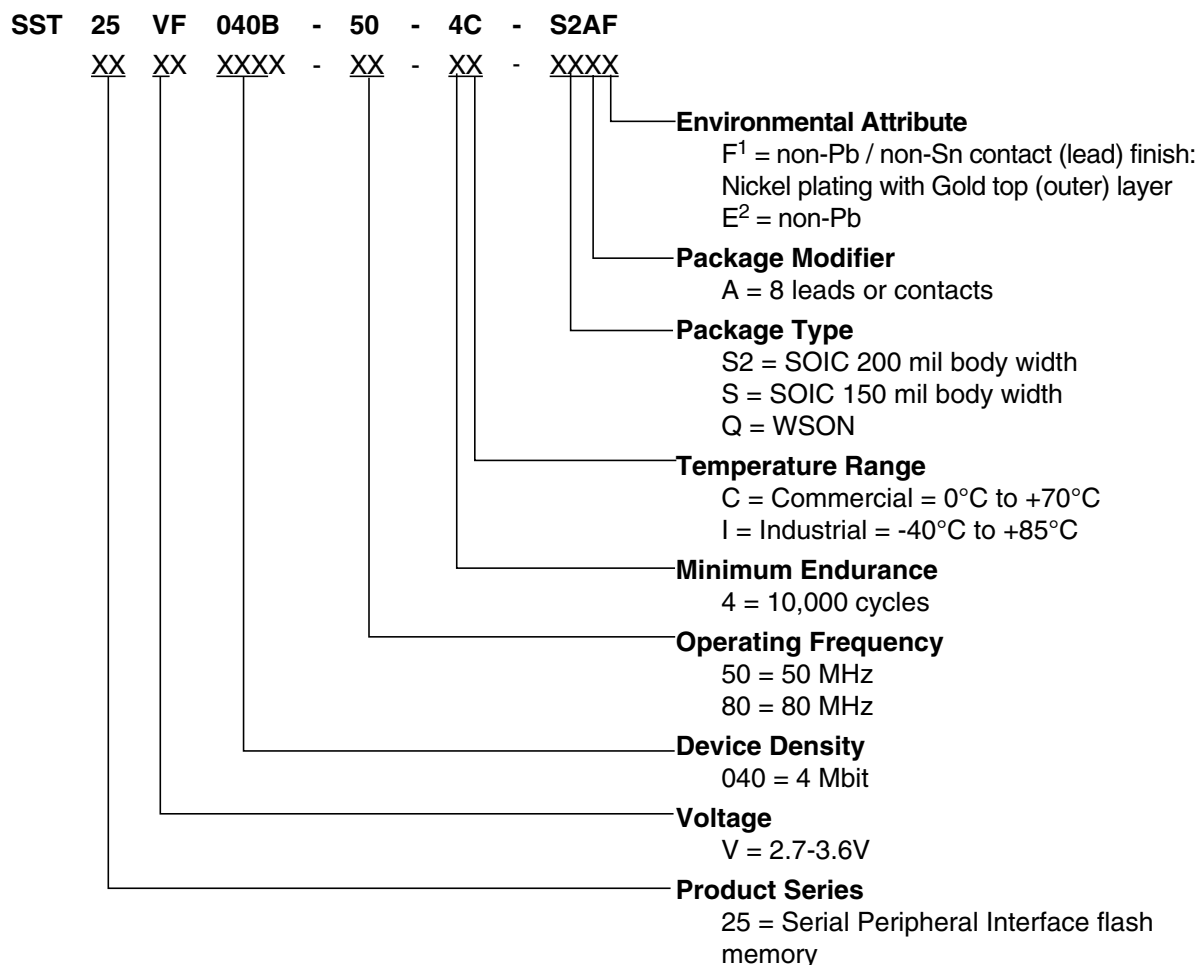 SST 25 VF 040B - 50 - 4C - S2AF
XX XX XXXX - XX - XX - XXXX
Environmental Attribute
F1 = non-Pb / non-Sn contact (lead) finish:
Nickel plating with Gold top (outer) layer
E2 = non-Pb
Package Modifier
A = 8 leads or contacts
Package Type
S2 = SOIC 200 mil body width
S = SOIC 150 mil body width
Q = WSON
Temperature Range
C = Commercial = 0°C to +70°C
I = Industrial = -40°C to +85°C
Minimum Endurance
4 = 10,000 cycles
Operating Frequency
50 = 50 MHz
80 = 80 MHz
Device Density
040 = 4 Mbit
Voltage
V = 2.7-3.6V
Product Series
25 = Serial Peripheral Interface flash
memory